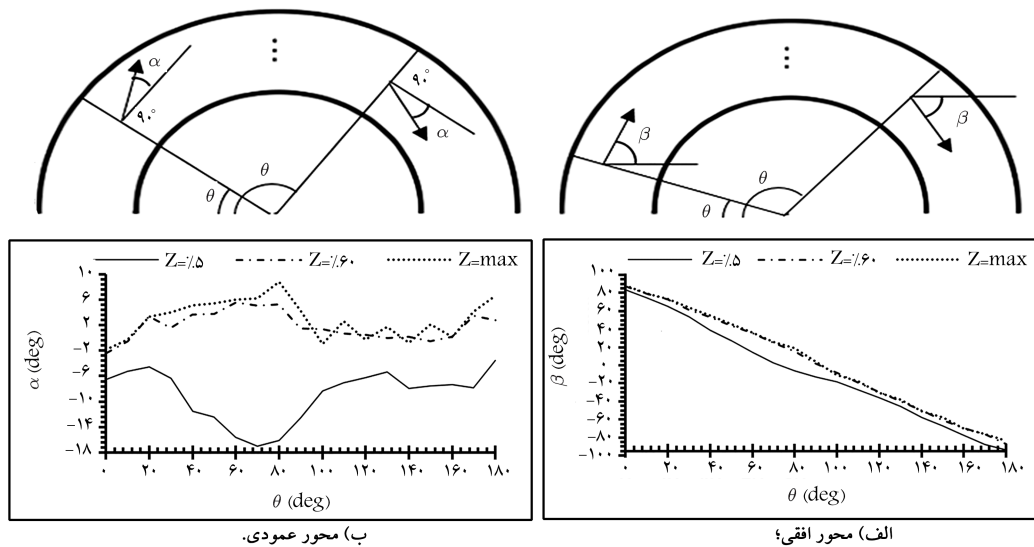 ⋮
⋮
α
۹۰°
۹۰°
α
θ
θ
β
β
θ
θ
Z=٪۵ Z=٪۶۰ Z=max
۱۰
۶
۲
−۲
−۶
−۱۰
−۱۴
−۱۸
α (deg)
۰ ۲۰ ۴۰ ۶۰ ۸۰ ۱۰۰ ۱۲۰ ۱۴۰ ۱۶۰ ۱۸۰
θ (deg)
ب) محور عمودی.
Z=٪۵ Z=٪۶۰ Z=max
۱۰۰
۸۰
۶۰
۴۰
۲۰
۰
−۲۰
−۴۰
−۶۰
−۸۰
−۱۰۰
β (deg)
۰ ۲۰ ۴۰ ۶۰ ۸۰ ۱۰۰ ۱۲۰ ۱۴۰ ۱۶۰ ۱۸۰
θ (deg)
الف) محور افقی؛